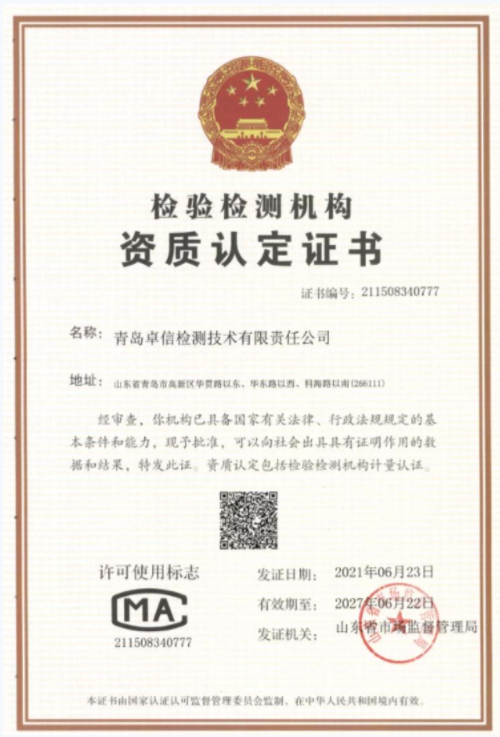 检验检测机构
资质认定证书
证书编号：211508340777
名称：青岛卓信检测技术有限责任公司
地址：山东省青岛市高新区华贯路以东、华东路以西、科海路以南(266111)
经审查，你机构已具备国家有关法律、行政法规规定的基
本条件和能力，现予批准，可以向社会出具具有证明作用的数
据和结果，特发此证。资质认定包括检验检测机构计量认证。
许可使用标志
MA
211508340777
发证日期：2021年06月23日
有效期至：2027年06月22日
发证机关：山东省市场监督管理局
本证书由国家认证认可监督管理委员会监制，在中华人民共和国境内有效。